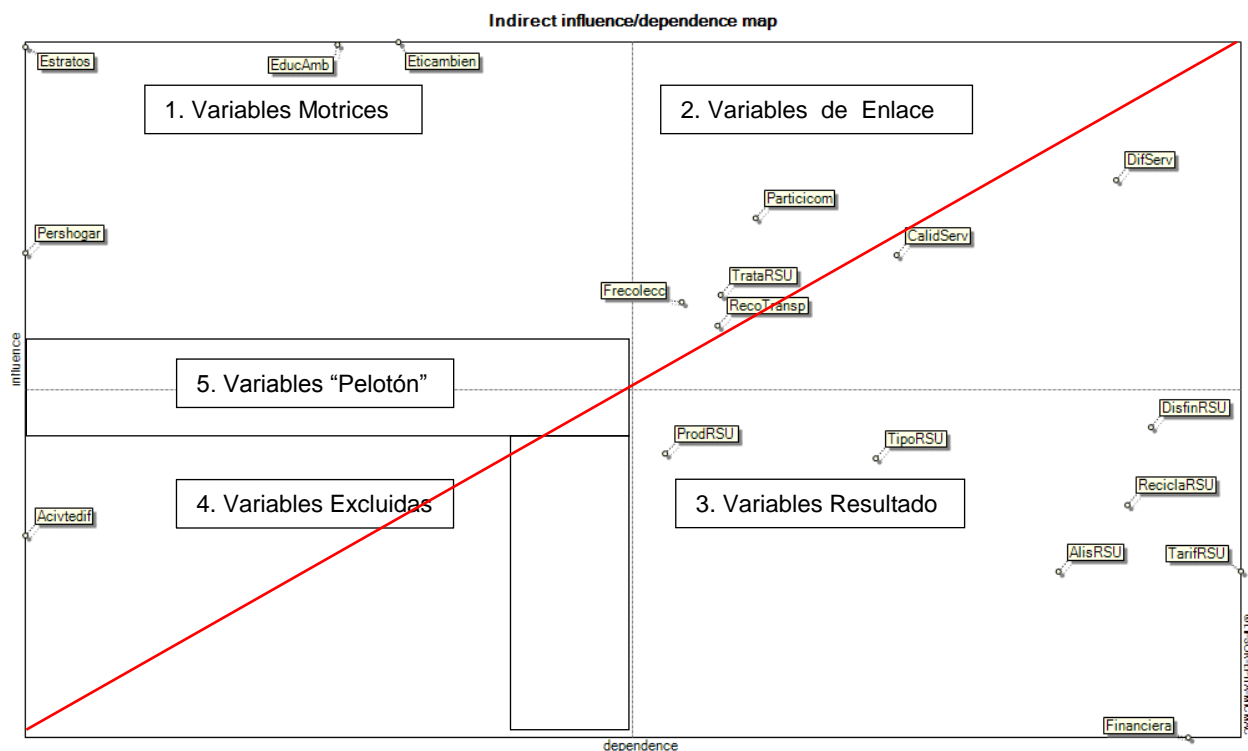 Indirect influence/dependence map
Estratos
EducAmb
Eticambien
1. Variables Motrices
2. Variables de Enlace
DifServ
Particicom
Pershogar
CalidServ
TrataRSU
Frecolecc
RecoTransp
influence
5. Variables “Pelotón”
DisfinRSU
ProdRSU
TipoRSU
4. Variables Excluidas
3. Variables Resultado
ReciclaRSU
Acivtedif
AlisRSU
TarifRSU
Financiera
dependence